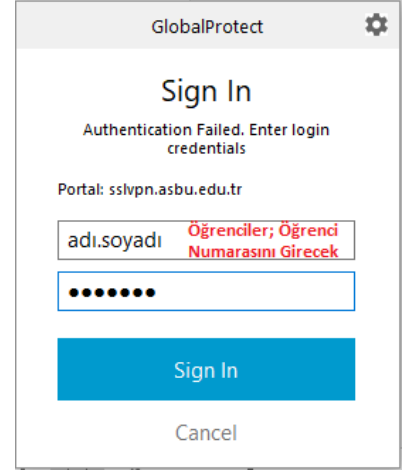 GlobalProtect
Sign In
Authentication Failed. Enter login
credentials
Portal: sslvpn.asbu.edu.tr
adı.soyadı
Öğrenciler; Öğrenci
Numarasını Girecek
●●●●●●●
Sign In
Cancel